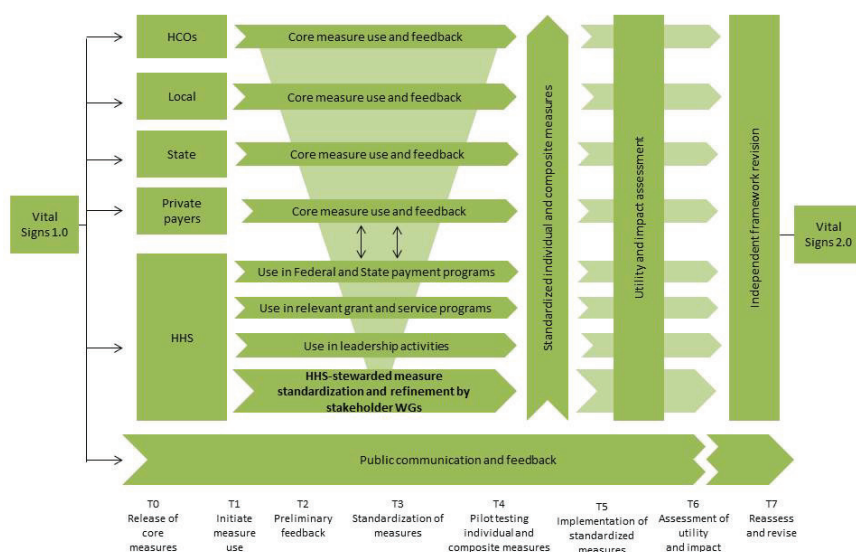 HCOs
Core measure use and feedback
Local
Core measure use and feedback
State
Core measure use and feedback
Private
payers
Core measure use and feedback
Vital
Signs 1.0
HHS
Use in Federal and State payment programs
Use in relevant grant and service programs
Use in leadership activities
HHS-stewarded measure
standardization and refinement by
stakeholder WGs
Standardized individual and composite measures
Utility and impact assessment
Independent framework revision
Vital
Signs 2.0
Public communication and feedback
T0
Release of
core
measures
T1
Initiate
measure
use
T2
Preliminary
feedback
T3
Standardization of
measures
T4
Pilot testing
individual and
composite measures
T5
Implementation of
standardized
measures
T6
Assessment of
utility
and impact
T7
Reassess
and revise